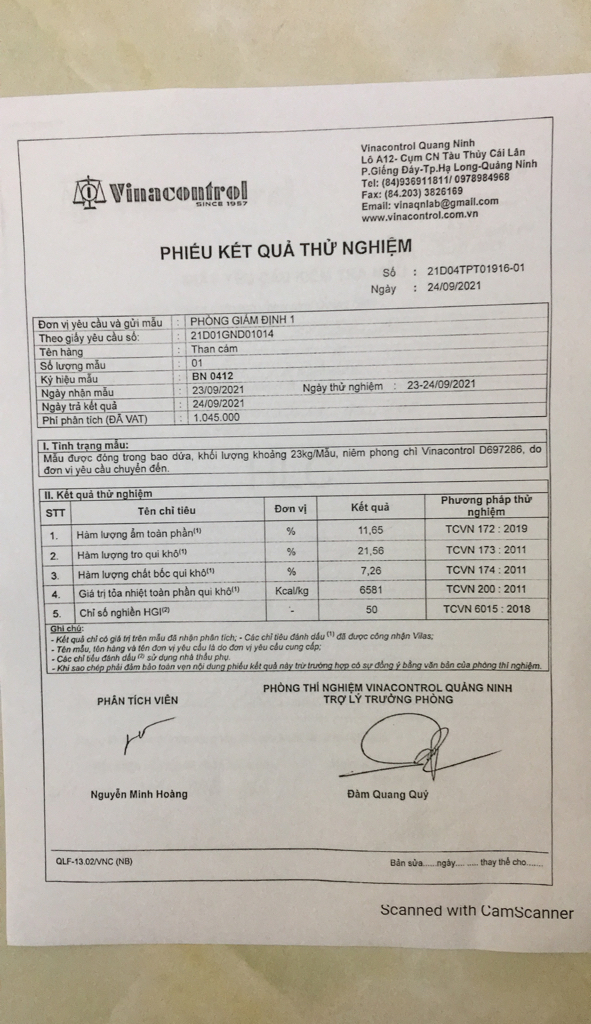 Vinacontrol
SINCE 1957
Vinacontrol Quang Ninh
Lô A12- Cụm CN Tàu Thủy Cái Lân
P.Giếng Đáy-Tp.Hạ Long-Quảng Ninh
Tel: (84)936911811/ 0978984968
Fax: (84.203) 3826169
Email: vinaqnlab@gmail.com
www.vinacontrol.com.vn
PHIẾU KẾT QUẢ THỬ NGHIỆM
Số : 21D04TPT01916-01
Ngày : 24/09/2021
Đơn vị yêu cầu và gửi mẫu : PHÒNG GIÁM ĐỊNH 1
Theo giấy yêu cầu số: : 21D01GND01014
Tên hàng : Than cám
Số lượng mẫu : 01
Ký hiệu mẫu : BN 0412
Ngày nhận mẫu : 23/09/2021 Ngày thử nghiệm : 23-24/09/2021
Ngày trả kết quả : 24/09/2021
Phí phân tích (ĐÃ VAT) : 1.045.000
I. Tình trạng mẫu:
Mẫu được đóng trong bao dứa, khối lượng khoảng 23kg/Mẫu, niêm phong chì Vinacontrol D697286, do
đơn vị yêu cầu chuyển đến.
II. Kết quả thử nghiệm
STT Tên chỉ tiêu Đơn vị Kết quả Phương pháp thử nghiệm
1. Hàm lượng ẩm toàn phần(1) % 11,65 TCVN 172 : 2019
2. Hàm lượng tro qui khô(1) % 21,56 TCVN 173 : 2011
3. Hàm lượng chất bốc qui khô(1) % 7,26 TCVN 174 : 2011
4. Giá trị tỏa nhiệt toàn phần qui khô(1) Kcal/kg 6581 TCVN 200 : 2011
5. Chỉ số nghiền HGI(2) - 50 TCVN 6015 : 2018
Ghi chú:
- Kết quả chỉ có giá trị trên mẫu đã nhận phân tích; - Các chỉ tiêu đánh dấu (1) đã được công nhận Vilas;
- Tên mẫu, tên hàng và tên đơn vị yêu cầu là do đơn vị yêu cầu cung cấp;
- Các chỉ tiêu đánh dấu (2) sử dụng nhà thầu phụ.
- Khi sao chép phải đảm bảo toàn vẹn nội dung phiếu kết quả này trừ trường hợp có sự đồng ý bằng văn bản của phòng thí nghiệm.
PHÂN TÍCH VIÊN
PHÒNG THÍ NGHIỆM VINACONTROL QUẢNG NINH
TRỢ LÝ TRƯỞNG PHÒNG
Nguyễn Minh Hoàng
Đàm Quang Quý
QLF-13.02/VNC (NB)
Bản sửa.....ngày.... ..... thay thế cho.......
Scanned with CamScanner